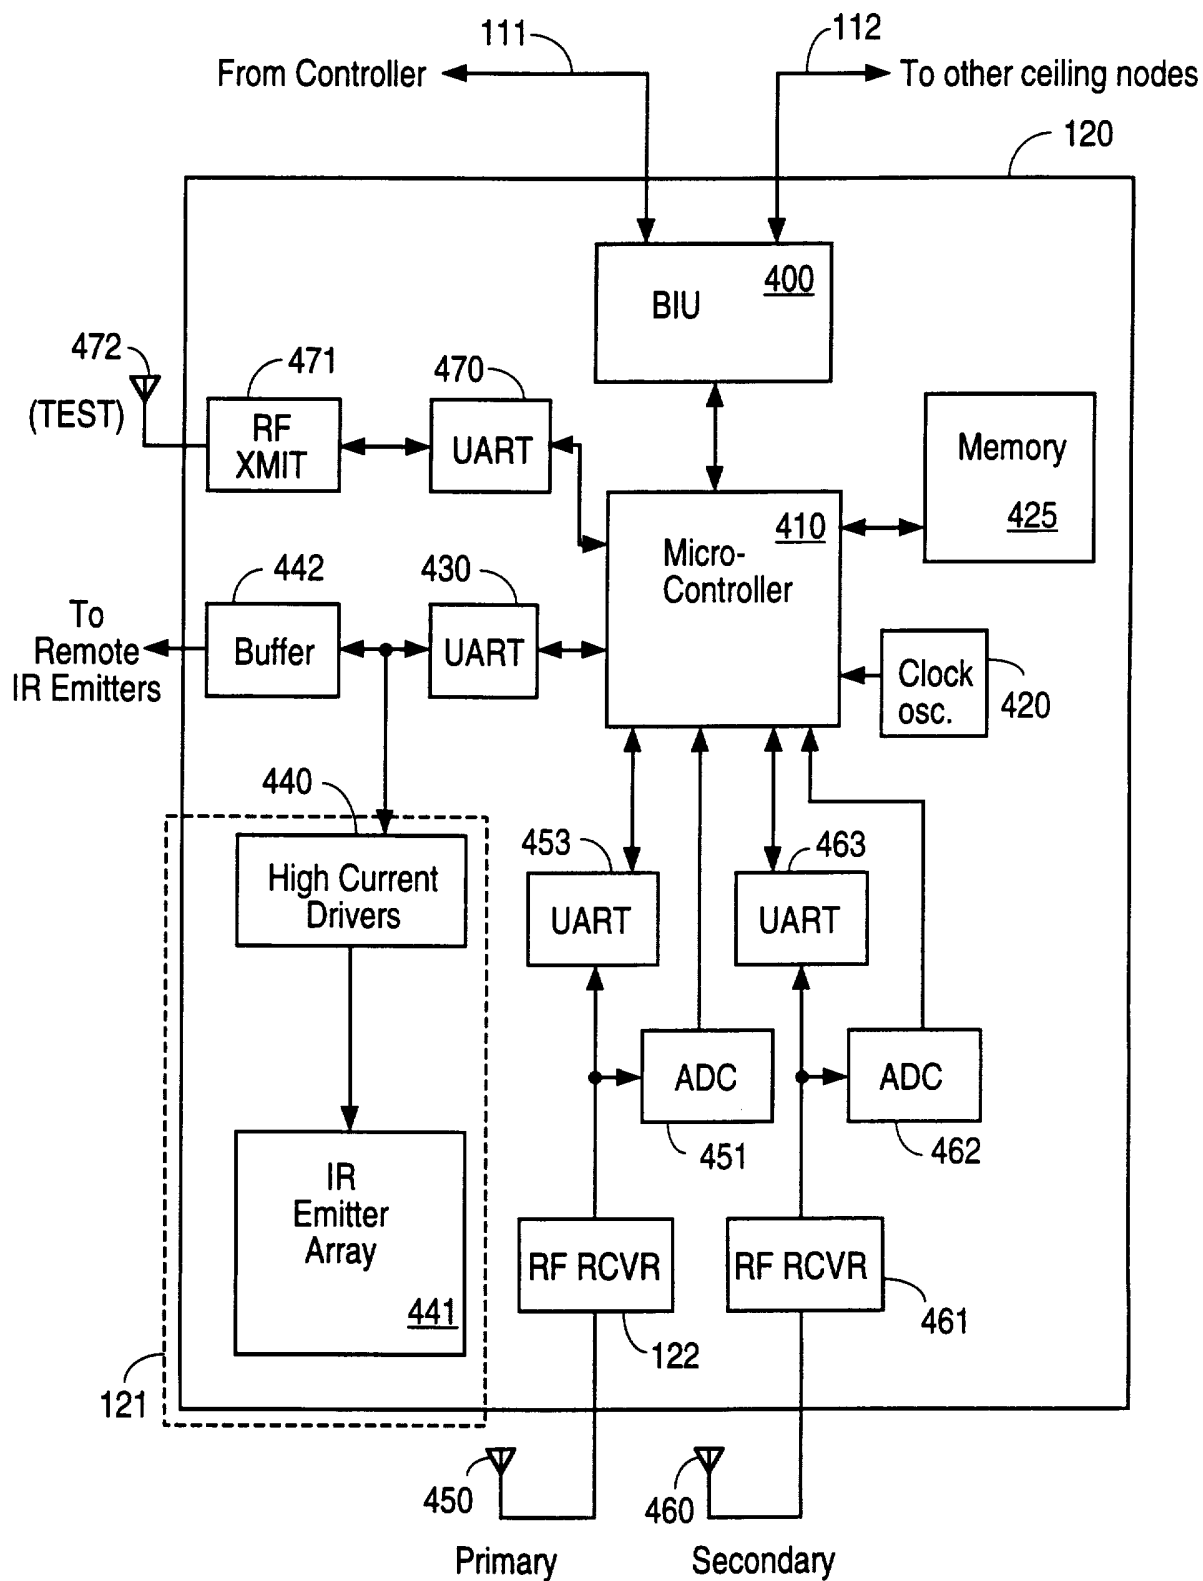 111
112
From Controller
To other ceiling nodes
120
400
BIU
472
471
470
(TEST)
RF
XMIT
UART
Memory
425
410
Micro-
Controller
442
430
To
Remote
IR Emitters
Buffer
UART
Clock
osc.
420
440
High Current
Drivers
453
463
UART
UART
ADC
ADC
451
462
IR
Emitter
Array
441
RF RCVR
RF RCVR
122
461
121
450
460
Primary
Secondary